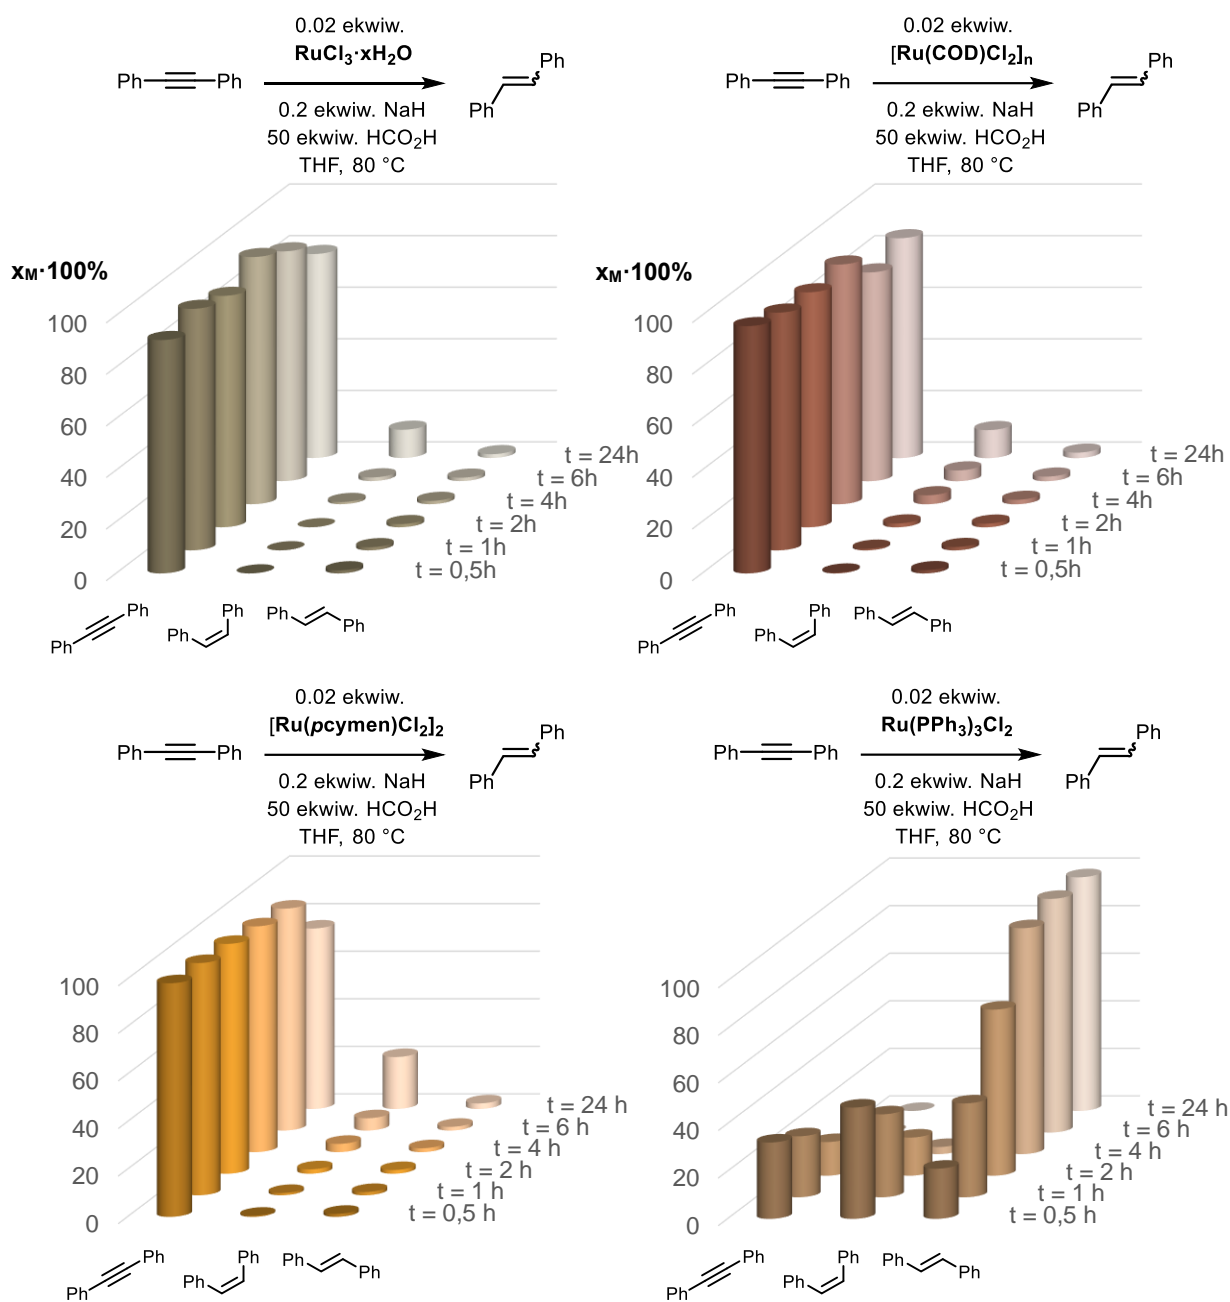 0.02 ekwiw.
RuCl₃·xH₂O
Ph
Ph
Ph
Ph
0.2 ekwiw. NaH
50 ekwiw. HCO₂H
THF, 80 °C
xM·100%
100
80
60
40
20
0
t = 24h
t = 6h
t = 4h
t = 2h
t = 1h
t = 0,5h
Ph
Ph
Ph
Ph
Ph
Ph
0.02 ekwiw.
[Ru(COD)Cl₂]n
Ph
Ph
Ph
Ph
0.2 ekwiw. NaH
50 ekwiw. HCO₂H
THF, 80 °C
xM·100%
100
80
60
40
20
0
t = 24h
t = 6h
t = 4h
t = 2h
t = 1h
t = 0,5h
Ph
Ph
Ph
Ph
Ph
Ph
0.02 ekwiw.
[Ru(pcymen)Cl₂]₂
Ph
Ph
Ph
Ph
0.2 ekwiw. NaH
50 ekwiw. HCO₂H
THF, 80 °C
100
80
60
40
20
0
t = 24 h
t = 6 h
t = 4 h
t = 2 h
t = 1 h
t = 0,5 h
Ph
Ph
Ph
Ph
Ph
Ph
0.02 ekwiw.
Ru(PPh₃)₃Cl₂
Ph
Ph
Ph
Ph
0.2 ekwiw. NaH
50 ekwiw. HCO₂H
THF, 80 °C
100
80
60
40
20
0
t = 24 h
t = 6 h
t = 4 h
t = 2 h
t = 1 h
t = 0,5 h
Ph
Ph
Ph
Ph
Ph
Ph